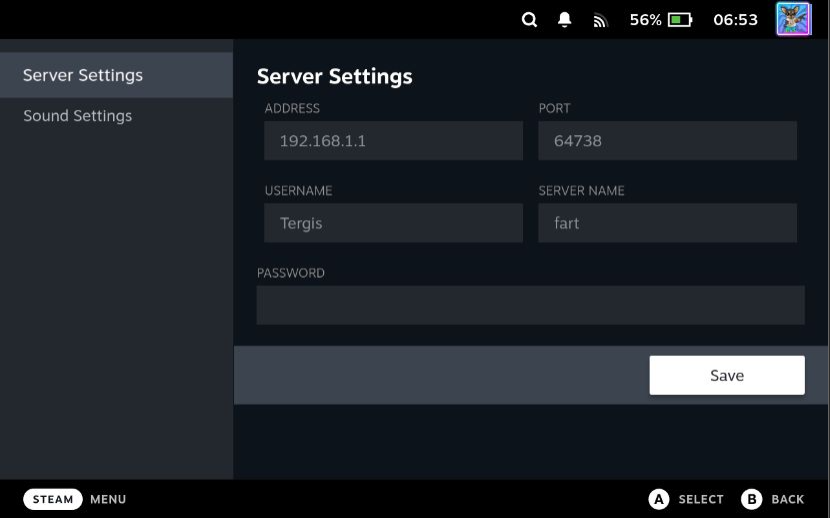 56% 06:53
Server Settings
Sound Settings
Server Settings
ADDRESS PORT
192.168.1.1 64738
USERNAME SERVER NAME
Tergis fart
PASSWORD
Save
STEAM MENU A SELECT B BACK